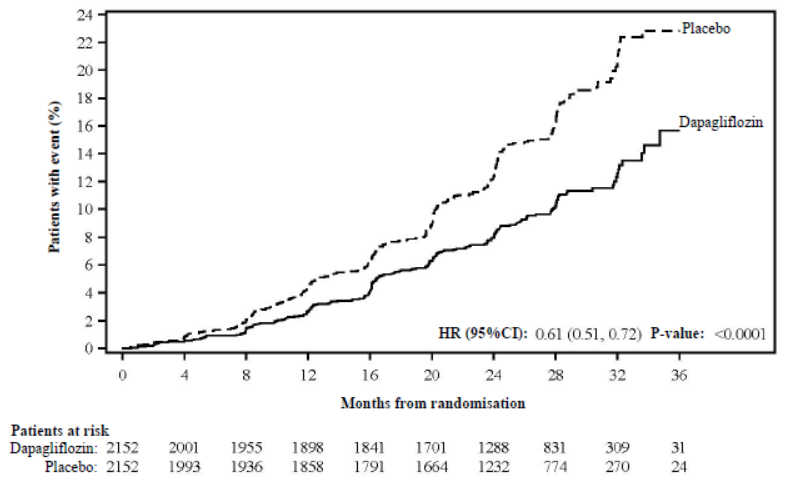 24
22
Placebo
20
18
16
Dapagliflozin
14
12
10
8
6
4
2
0
Patients with event (%)
HR (95%CI): 0.61 (0.51, 0.72) P-value: <0.0001
0 4 8 12 16 20 24 28 32 36
Months from randomisation
Patients at risk
Dapagliflozin: 2152 2001 1955 1898 1841 1701 1288 831 309 31
Placebo: 2152 1993 1936 1858 1791 1664 1232 774 270 24